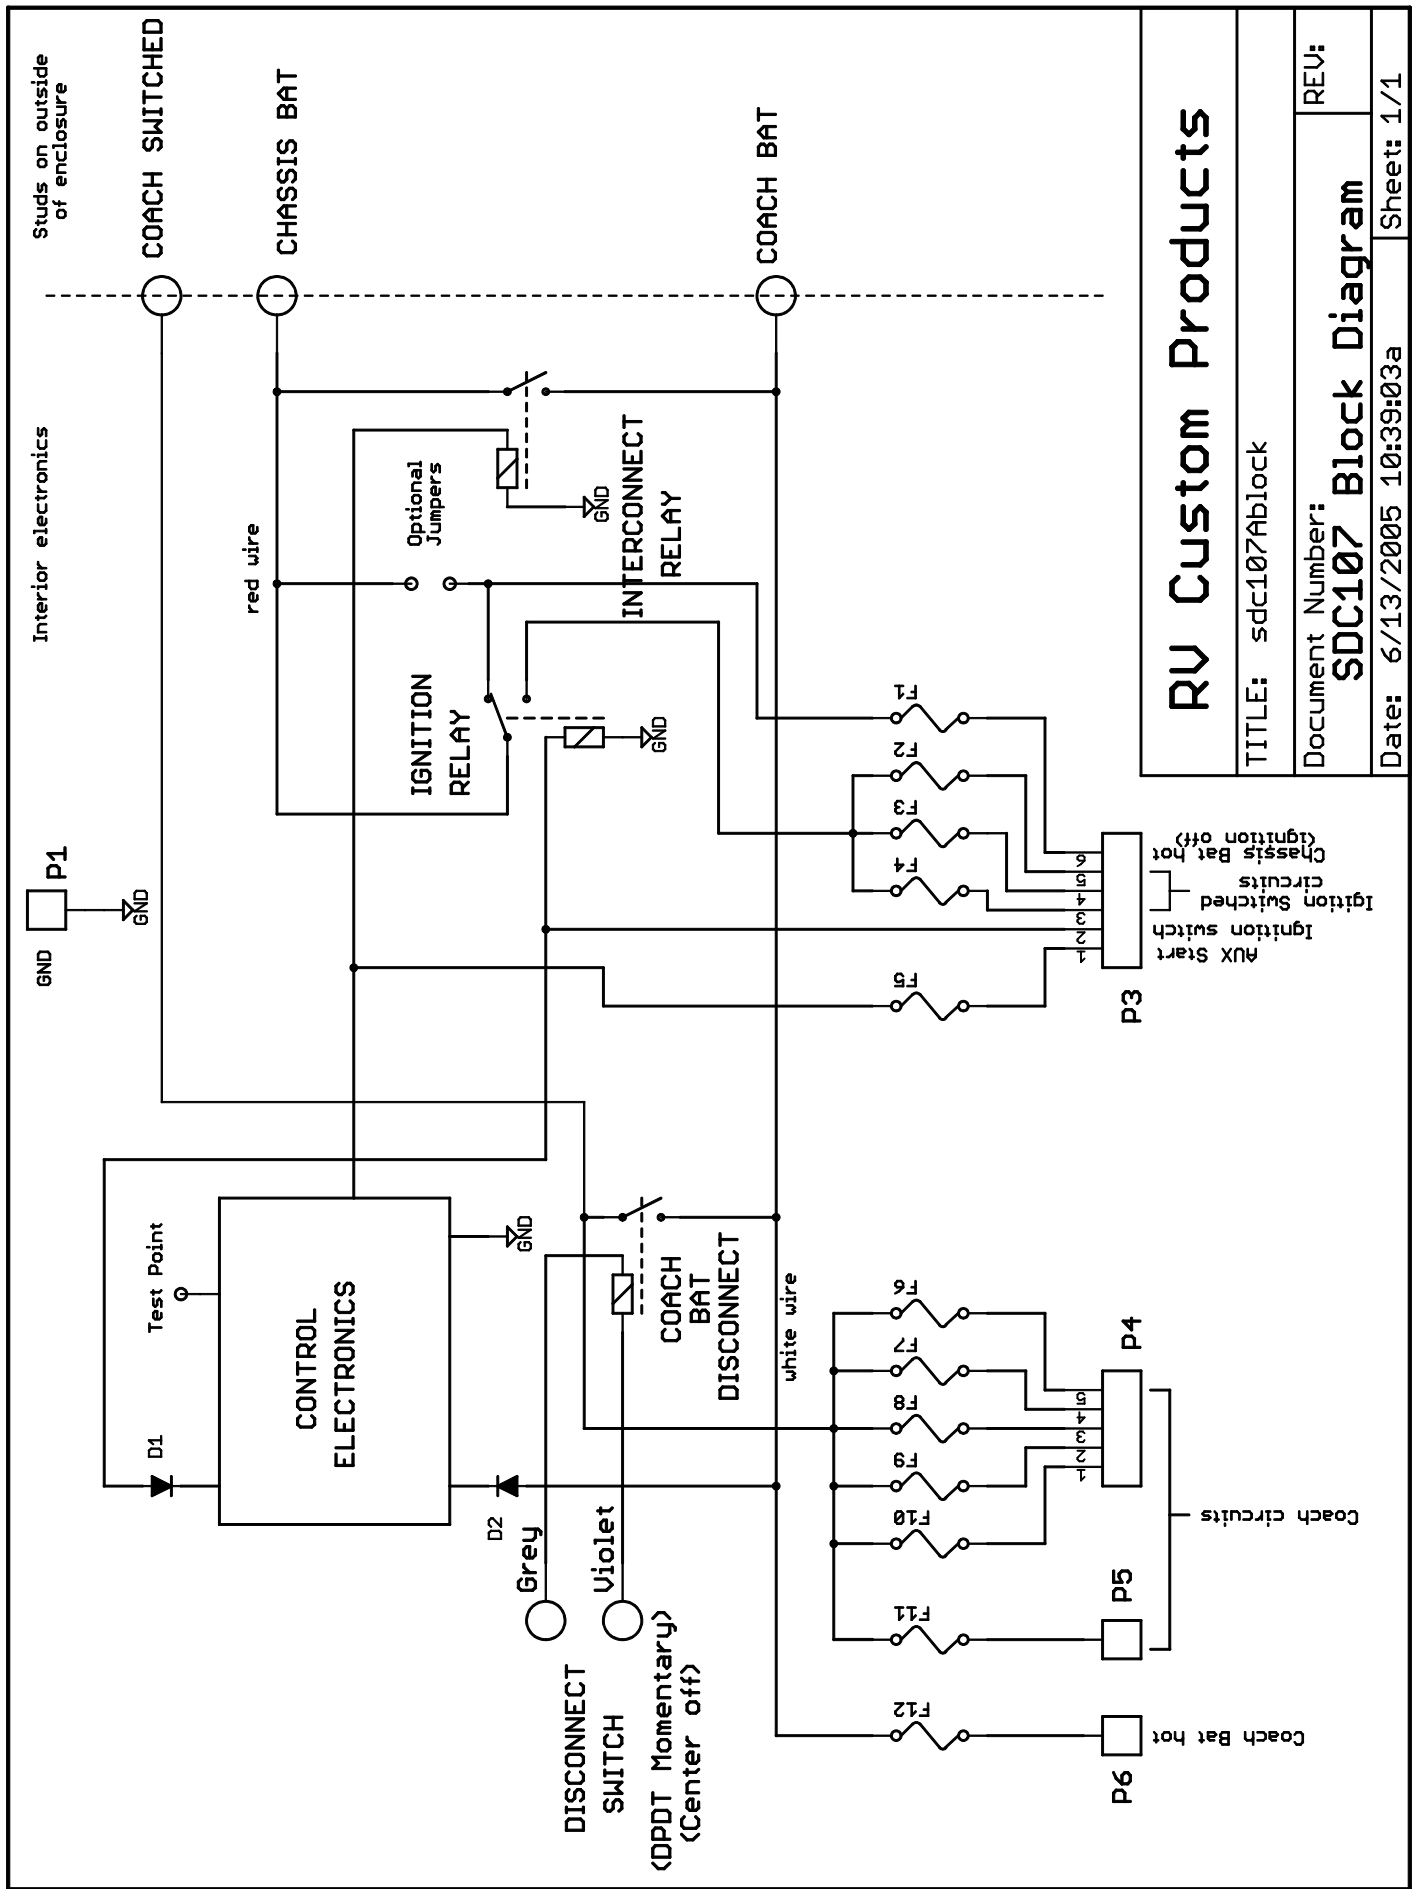 Studs on outside
of enclosure
COACH SWITCHED
CHASSIS BAT
COACH BAT
Interior electronics
red wire
Optional
Jumpers
GND
INTERCONNECT
RELAY
IGNITION
RELAY
GND
P1
GND
GND
F1
F2
F3
F4
F5
6
5
4
3
2
1
P3
Chassis Bat hot
(ignition off)
Igition Switched
circuits
Ignition switch
AUX Start
Test Point
CONTROL
ELECTRONICS
GND
D1
D2
COACH
BAT
DISCONNECT
white wire
Grey
Violet
DISCONNECT
SWITCH
(DPDT Momentary)
(Center off)
F6
F7
F8
F9
F10
F11
F12
5
4
3
2
1
P4
P5
P6
Coach circuits
Coach Bat hot
RV Custom Products
TITLE: sdc107Ablock
Document Number:
REV:
SDC107 Block Diagram
Date: 6/13/2005 10:39:03a
Sheet: 1/1